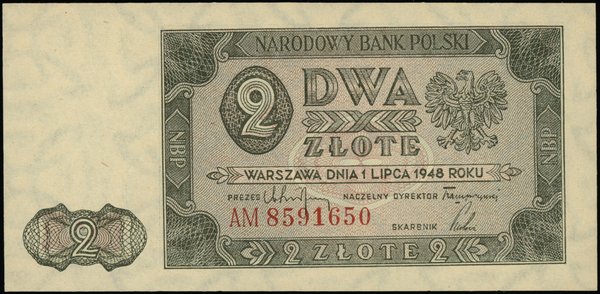 NARODOWY BANK POLSKI
2
DWA
ZŁOTE
NBP
NBP
WARSZAWA DNIA 1 LIPCA 1948 ROKU
PREZES
NACZELNY DYREKTOR
AM 8591650
SKARBNIK
2
2 ZŁOTE 2